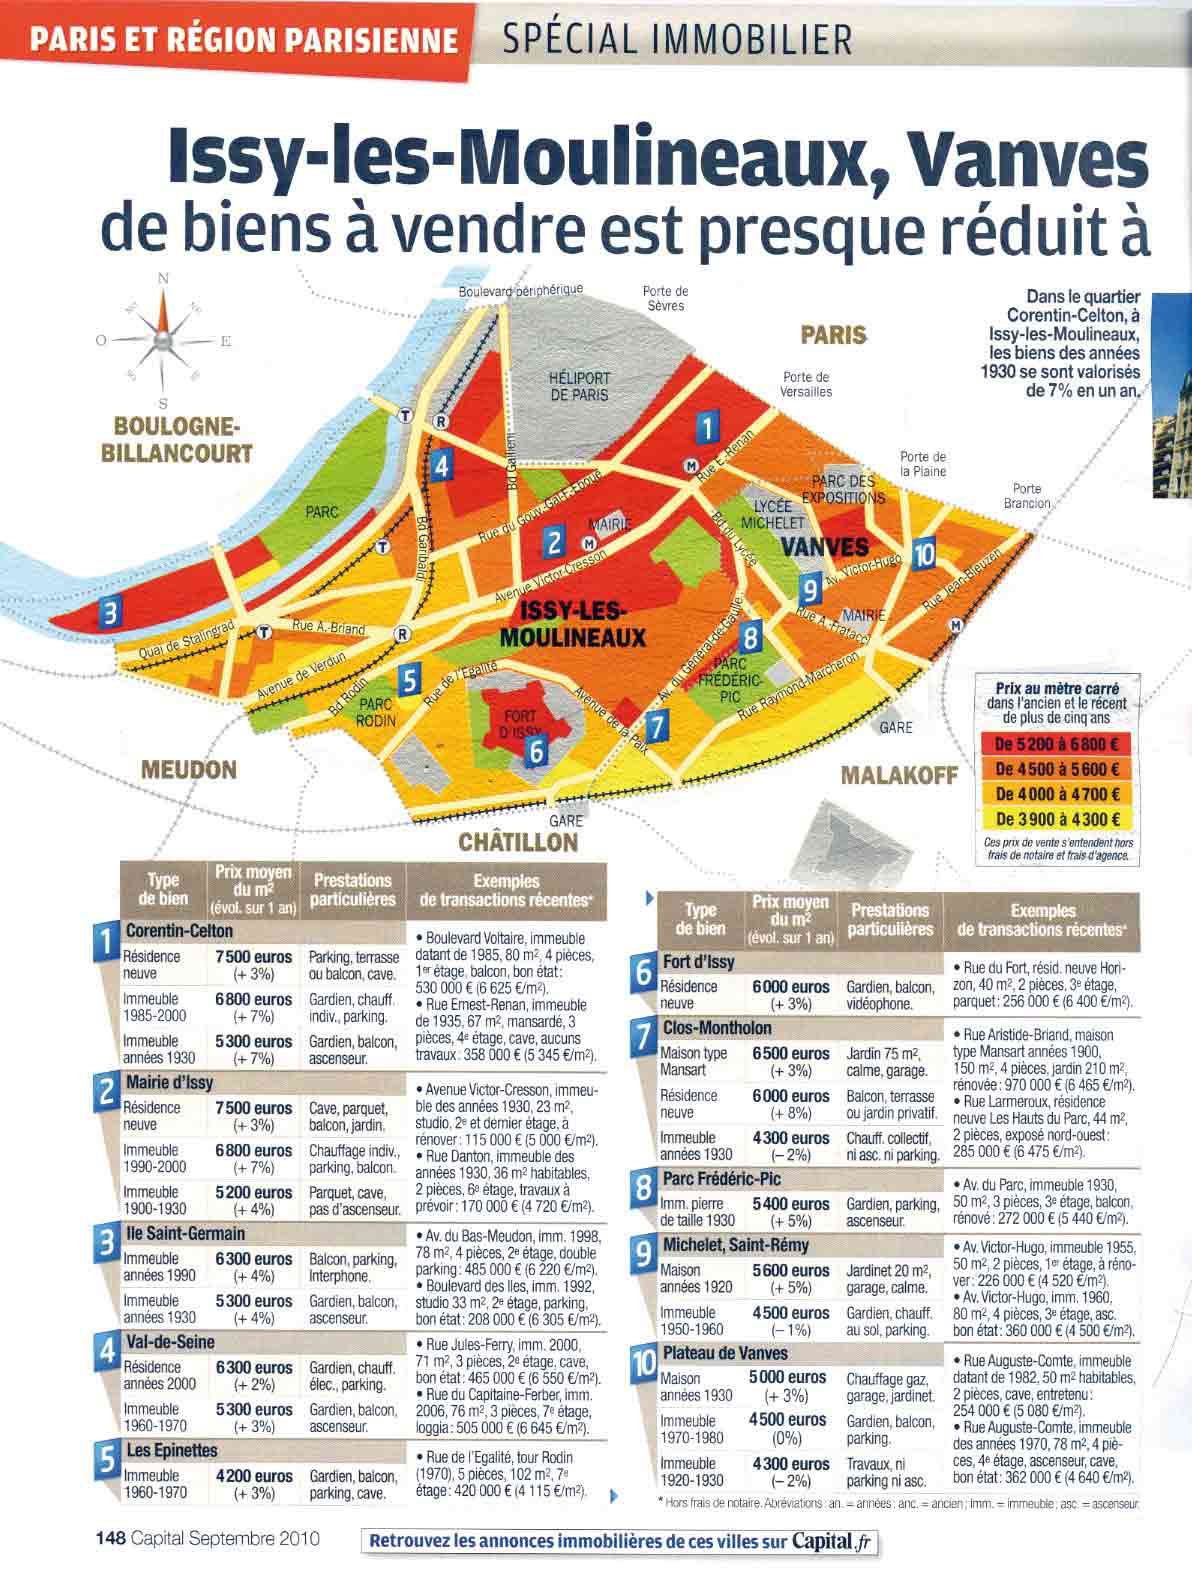 PARIS ET RÉGION PARISIENNE SPÉCIAL IMMOBILIER
Issy-les-Moulineaux, Vanves
de biens à vendre est presque réduit à
Dans le quartier
Corentin-Celton, à
Issy-les-Moulineaux,
les biens des années
1930 se sont valorisés
de 7% en un an.
N
O E
S
Boulevard périphérique
Porte de
Sèvres
PARIS
Porte de
Versailles
Porte de
la Plaine
Porte
Brancion
BOULOGNE-
BILLANCOURT
HÉLIPORT
DE PARIS
PARC
T
R
4
1
M
Rue E.-Renan
Bd Gallieni
PARC DES
EXPOSITIONS
LYCÉE
MICHELET
VANVES
Rue du Gouv.-Gal-E.-Eboué
MAIRIE
M
2
Bd du Lycée
Bd Garibaldi
T
10
9
Av. Victor-Hugo
Rue Jean-Bleuzen
Avenue Victor-Cresson
3
ISSY-LES-
MOULINEAUX
MAIRIE
Rue A.-Fratacci
M
Quai de Stalingrad
T
Rue A.-Briand
R
8
Av. du Général-de-Gaulle
PARC
FRÉDÉRIC-
PIC
Rue Raymond-Marcheron
Avenue de Verdun
Bd Rodin
5
Rue de l'Egalité
PARC
RODIN
FORT
D'ISSY
6
Avenue de la Paix
7
GARE
MEUDON
MALAKOFF
GARE
CHÂTILLON
Prix au mètre carré
dans l'ancien et le récent
de plus de cinq ans
De 5 200 à 6 800 €
De 4 500 à 5 600 €
De 4 000 à 4 700 €
De 3 900 à 4 300 €
Ces prix de vente s'entendent hors
frais de notaire et frais d'agence.
Type
de bien
Prix moyen
du m²
(évol. sur 1 an)
Prestations
particulières
Exemples
de transactions récentes*
1 Corentin-Celton
Résidence
neuve
7 500 euros
(+ 3%)
Parking, terrasse
ou balcon, cave.
Immeuble
1985-2000
6 800 euros
(+ 7%)
Gardien, chauff.
indiv., parking.
Immeuble
années 1930
5 300 euros
(+ 7%)
Gardien, balcon,
ascenseur.
• Boulevard Voltaire, immeuble
datant de 1985, 80 m², 4 pièces,
1er étage, balcon, bon état :
530 000 € (6 625 €/m²).
• Rue Ernest-Renan, immeuble
de 1935, 67 m², mansardé, 3
pièces, 4e étage, cave, aucuns
travaux : 358 000 € (5 345 €/m²).
2 Mairie d'Issy
Résidence
neuve
7 500 euros
(+ 3%)
Cave, parquet,
balcon, jardin.
Immeuble
1990-2000
6 800 euros
(+ 7%)
Chauffage indiv.,
parking, balcon.
Immeuble
1900-1930
5 200 euros
(+ 4%)
Parquet, cave,
pas d'ascenseur.
• Avenue Victor-Cresson, immeu-
ble des années 1930, 23 m²,
studio, 2e et dernier étage, à
rénover : 115 000 € (5 000 €/m²).
• Rue Danton, immeuble des
années 1930, 36 m² habitables,
2 pièces, 6e étage, travaux à
prévoir : 170 000 € (4 720 €/m²).
3 Ile Saint-Germain
Immeuble
années 1990
6 300 euros
(+ 4%)
Balcon, parking,
Interphone.
Immeuble
années 1930
5 300 euros
(+ 4%)
Gardien, balcon,
ascenseur.
• Av. du Bas-Meudon, imm. 1998,
78 m², 4 pièces, 2e étage, double
parking : 485 000 € (6 220 €/m²).
• Boulevard des Iles, imm. 1992,
studio 33 m², 2e étage, parking,
bon état : 208 000 € (6 305 €/m²).
4 Val-de-Seine
Résidence
années 2000
6 300 euros
(+ 2%)
Gardien, chauff.
élec., parking.
Immeuble
1960-1970
5 300 euros
(+ 3%)
Gardien, balcon,
ascenseur.
• Rue Jules-Ferry, imm. 2000,
71 m², 3 pièces, 2e étage, cave,
bon état : 465 000 € (6 550 €/m²).
• Rue du Capitaine-Ferber, imm.
2006, 76 m², 3 pièces, 7e étage,
loggia : 505 000 € (6 645 €/m²).
5 Les Epinettes
Immeuble
1960-1970
4 200 euros
(+ 3%)
Gardien, balcon,
parking, cave.
• Rue de l'Egalité, tour Rodin
(1970), 5 pièces, 102 m², 7e
étage : 420 000 € (4 115 €/m²).
Type
de bien
Prix moyen
du m²
(évol. sur 1 an)
Prestations
particulières
Exemples
de transactions récentes*
6 Fort d'Issy
Résidence
neuve
6 000 euros
(+ 3%)
Gardien, balcon,
vidéophone.
• Rue du Fort, résid. neuve Hori-
zon, 40 m², 2 pièces, 3e étage,
parquet : 256 000 € (6 400 €/m²).
7 Clos-Montholon
Maison type
Mansart
6 500 euros
(+ 3%)
Jardin 75 m²,
calme, garage.
Résidence
neuve
6 000 euros
(+ 8%)
Balcon, terrasse
ou jardin privatif.
Immeuble
années 1930
4 300 euros
(– 2%)
Chauff. collectif,
ni asc. ni parking.
• Rue Aristide-Briand, maison
type Mansart années 1900,
150 m², 4 pièces, jardin 210 m²,
rénovée : 970 000 € (6 465 €/m²).
• Rue Larmeroux, résidence
neuve Les Hauts du Parc, 44 m²,
2 pièces, exposé nord-ouest :
285 000 € (6 475 €/m²).
8 Parc Frédéric-Pic
Imm. pierre
de taille 1930
5 400 euros
(+ 5%)
Gardien, parking,
ascenseur.
• Av. du Parc, immeuble 1930,
50 m², 3 pièces, 3e étage, balcon,
rénové : 272 000 € (5 440 €/m²).
9 Michelet, Saint-Rémy
Maison
années 1920
5 600 euros
(+ 5%)
Jardinet 20 m²,
garage, calme.
Immeuble
1950-1960
4 500 euros
(– 1%)
Gardien, chauff.
au sol, parking.
• Av. Victor-Hugo, immeuble 1955,
50 m², 2 pièces, 1er étage, à réno-
ver : 226 000 € (4 520 €/m²).
• Av. Victor-Hugo, imm. 1960,
80 m², 4 pièces, 3e étage, asc.
bon état : 360 000 € (4 500 €/m²).
10 Plateau de Vanves
Maison
années 1930
5 000 euros
(+ 3%)
Chauffage gaz,
garage, jardinet.
Immeuble
1970-1980
4 500 euros
(0%)
Gardien, balcon,
parking.
Immeuble
1920-1930
4 300 euros
(– 2%)
Travaux, ni
parking ni asc.
• Rue Auguste-Comte, immeuble
datant de 1982, 50 m² habitables,
2 pièces, cave, entretenu :
254 000 € (5 080 €/m²).
• Rue Auguste-Comte, immeuble
des années 1970, 78 m², 4 piè-
ces, 4e étage, ascenseur, cave,
bon état : 362 000 € (4 640 €/m²).
* Hors frais de notaire. Abréviations : an. = années ; anc. = ancien ; Imm. = immeuble ; asc. = ascenseur.
148 Capital Septembre 2010
Retrouvez les annonces immobilières de ces villes sur Capital.fr